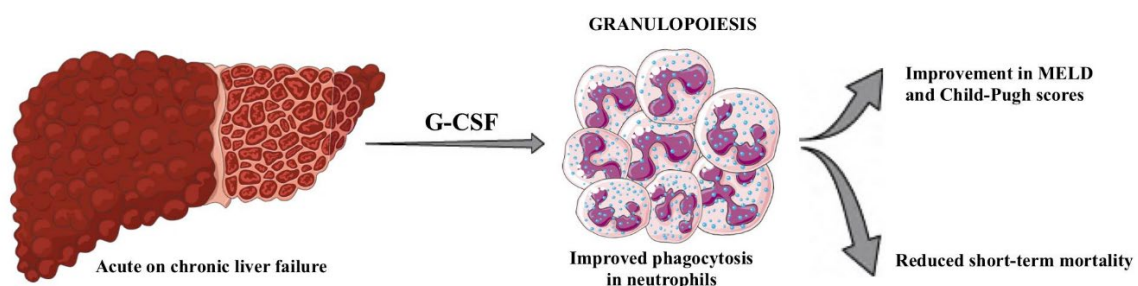 GRANULOPOIESIS
G-CSF
Acute on chronic liver failure
Improved phagocytosis
in neutrophils
Improvement in MELD
and Child-Pugh scores
Reduced short-term mortality